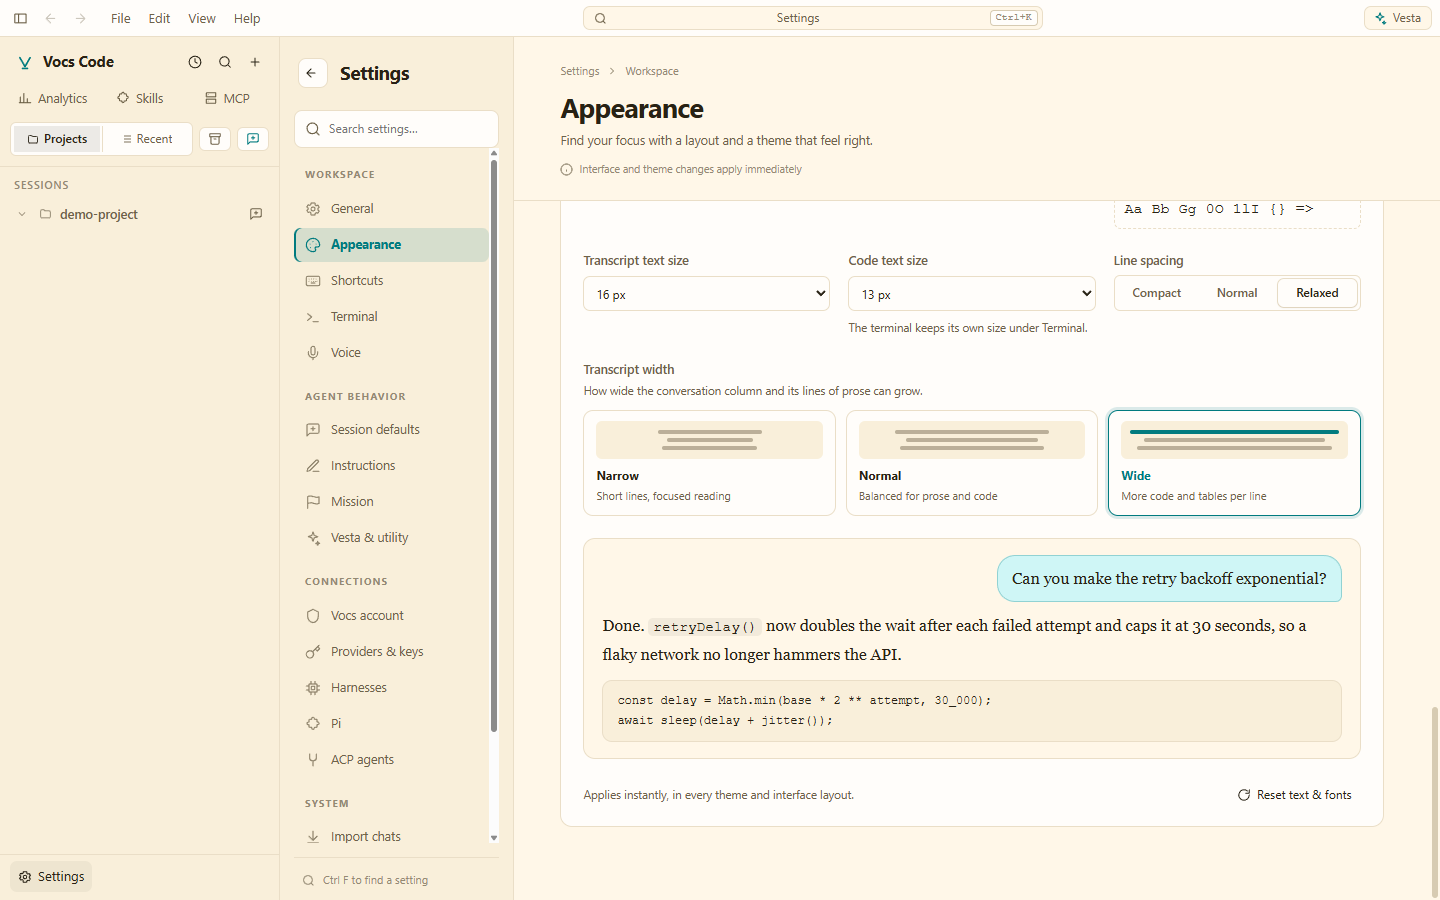 File Edit View Help
Settings
Ctrl+K
Vesta
Vocs Code
Analytics Skills MCP
Projects Recent
SESSIONS
demo-project
Settings
Settings
Search settings...
WORKSPACE
General
Appearance
Shortcuts
Terminal
Voice
AGENT BEHAVIOR
Session defaults
Instructions
Mission
Vesta & utility
CONNECTIONS
Vocs account
Providers & keys
Harnesses
Pi
ACP agents
SYSTEM
Import chats
Ctrl F to find a setting
Settings > Workspace
Appearance
Find your focus with a layout and a theme that feel right.
Interface and theme changes apply immediately
Aa Bb Gg 0O 1lI {} =>
Transcript text size
16 px
Code text size
13 px
The terminal keeps its own size under Terminal.
Line spacing
Compact Normal Relaxed
Transcript width
How wide the conversation column and its lines of prose can grow.
Narrow
Short lines, focused reading
Normal
Balanced for prose and code
Wide
More code and tables per line
Can you make the retry backoff exponential?
Done. retryDelay() now doubles the wait after each failed attempt and caps it at 30 seconds, so a
flaky network no longer hammers the API.
const delay = Math.min(base * 2 ** attempt, 30_000);
await sleep(delay + jitter());
Applies instantly, in every theme and interface layout.
Reset text & fonts